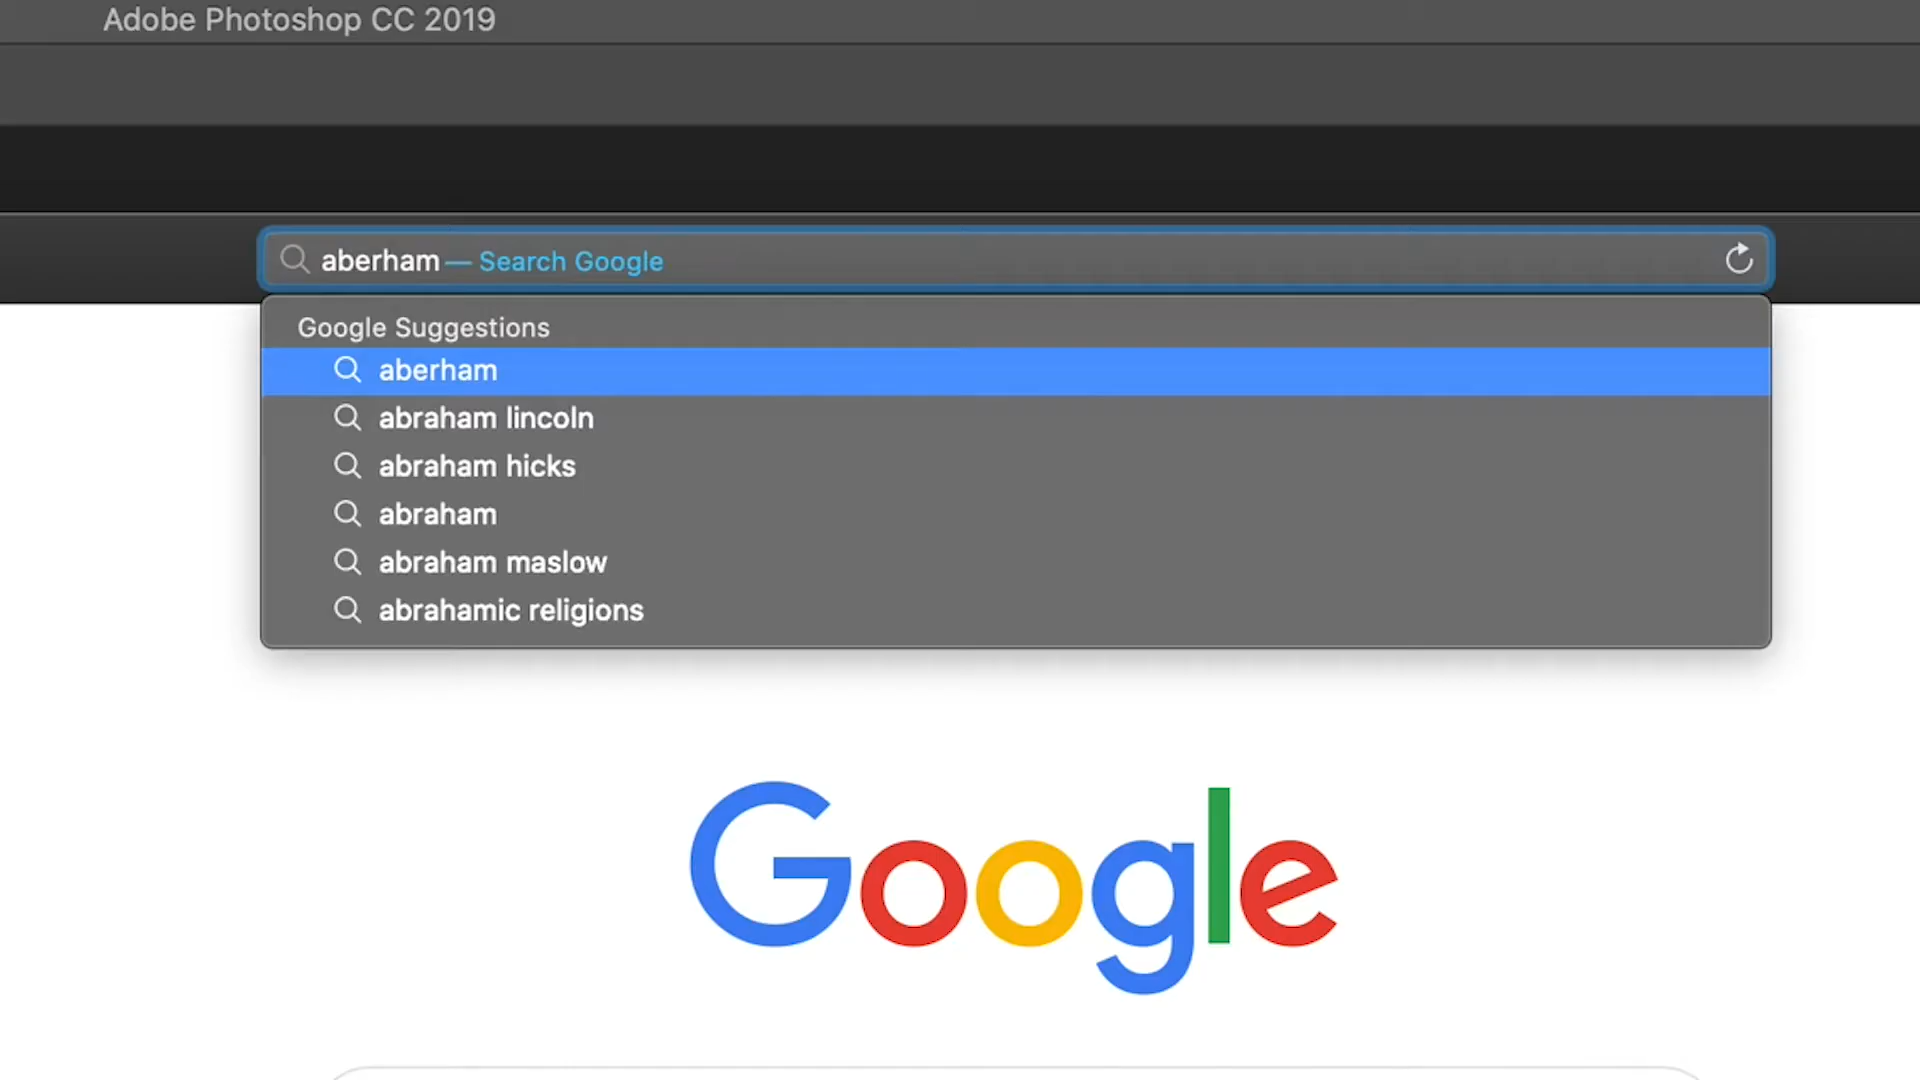 Adobe Photoshop CC 2019
aberham — Search Google
Google Suggestions
aberham
abraham lincoln
abraham hicks
abraham
abraham maslow
abrahamic religions
Google